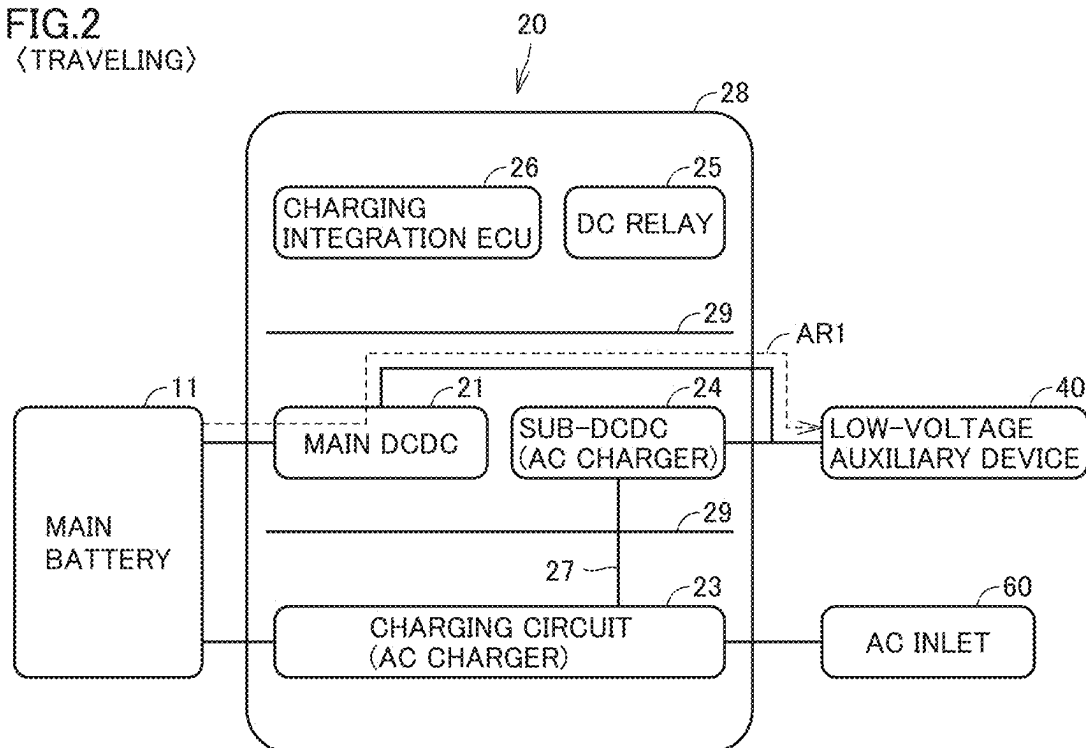 FIG.2
〈TRAVELING〉
20
28
26
25
CHARGING
INTEGRATION ECU
DC RELAY
29
AR1
11
21
24
40
MAIN DCDC
SUB-DCDC
(AC CHARGER)
LOW-VOLTAGE
AUXILIARY DEVICE
MAIN
BATTERY
29
27
23
60
CHARGING CIRCUIT
(AC CHARGER)
AC INLET